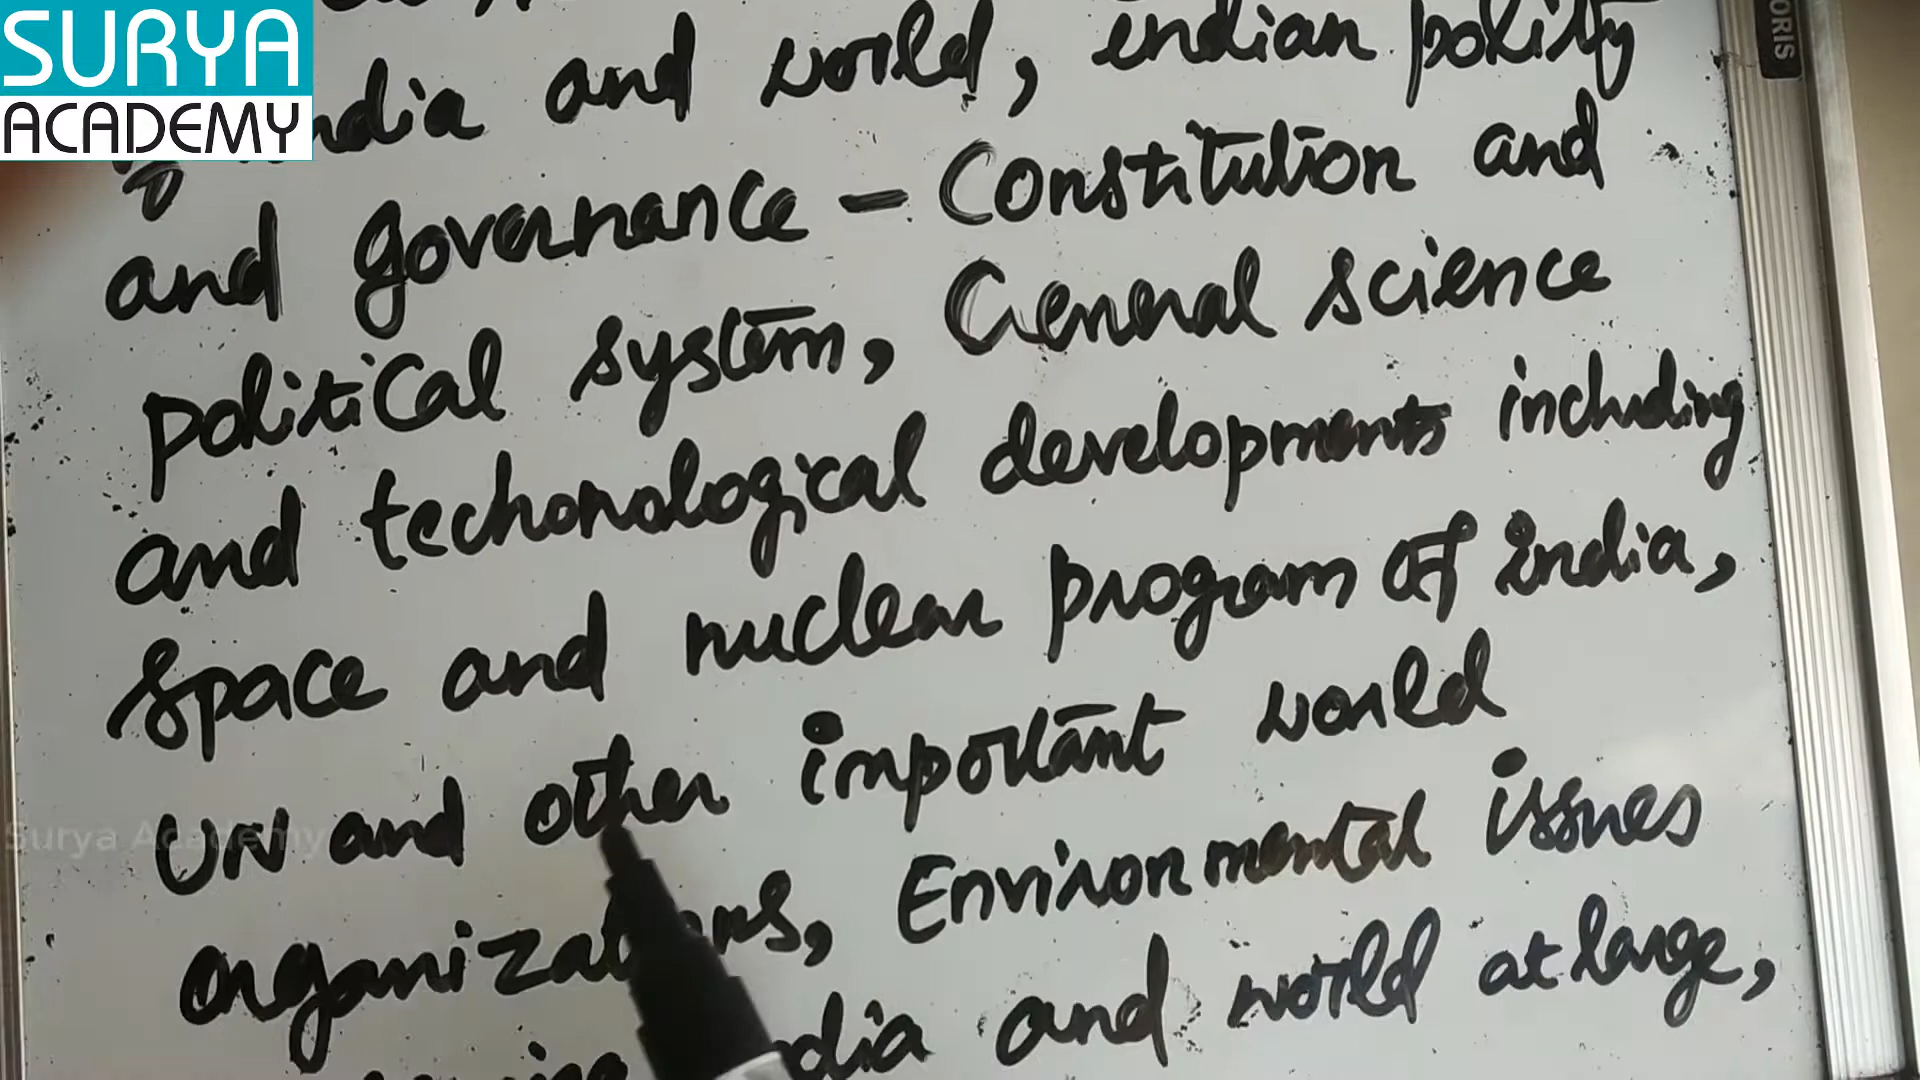 SURYA
ACADEMY
ORIS
India and world, indian polity
and governance - Constitution and
political system, General science
and techonological developments including
space and nuclear program of india,
UN and other important world
Surya Academy
organizations, Environmental issues
India and world at large,